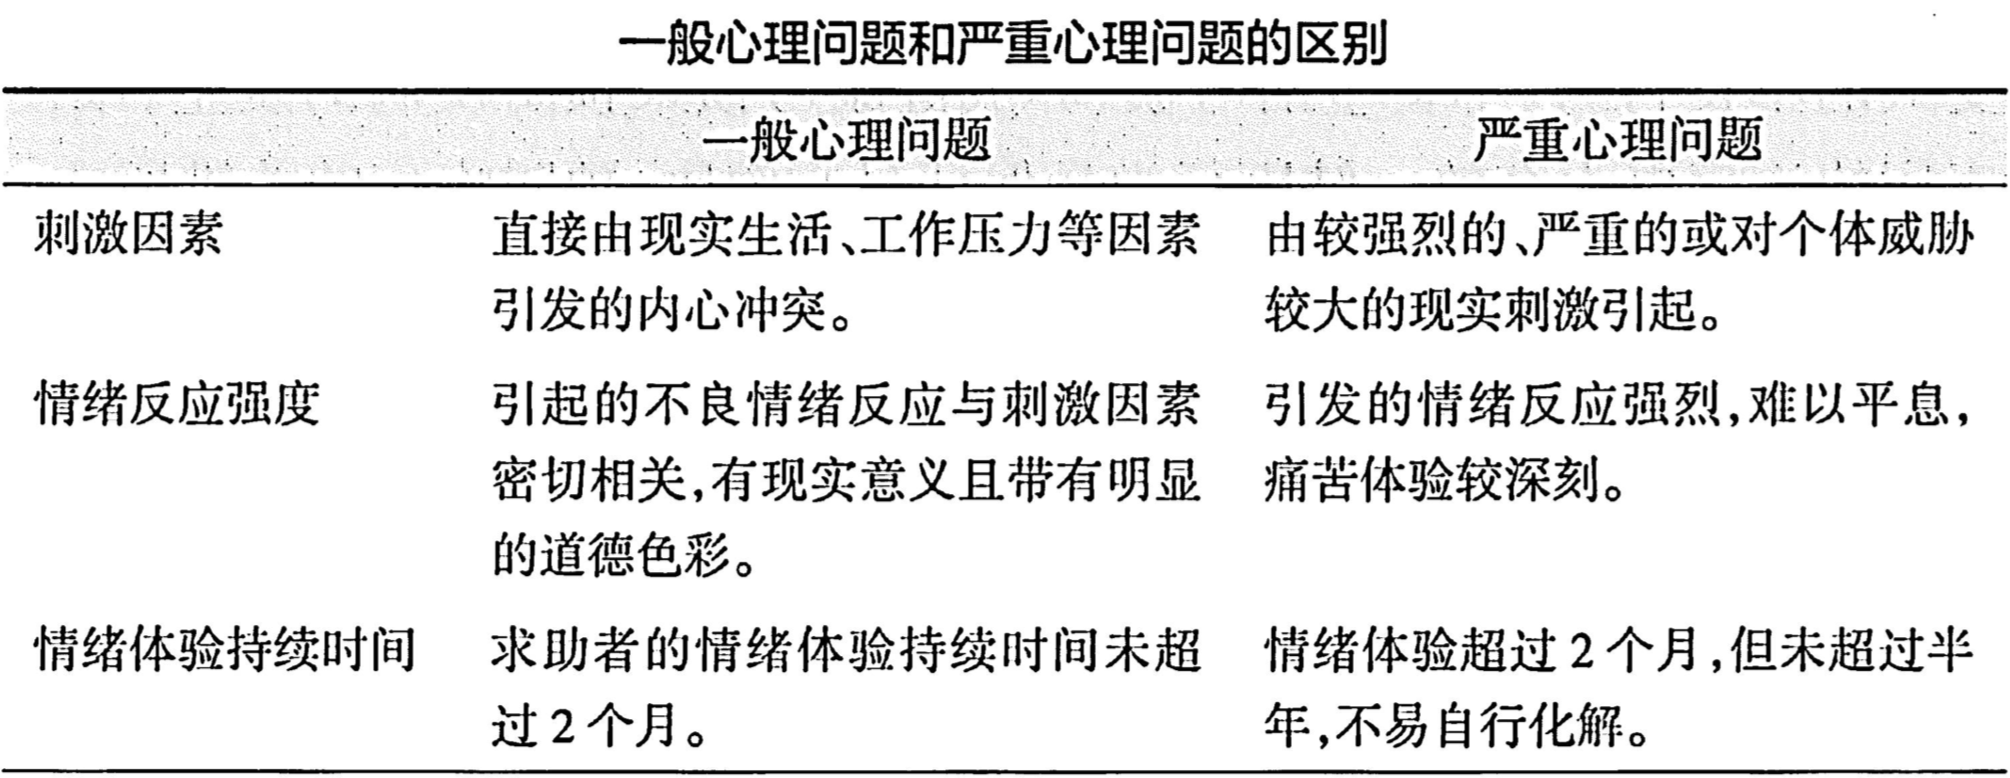 一般心理问题和严重心理问题的区别
一般心理问题 严重心理问题
刺激因素 直接由现实生活、工作压力等因素 由较强烈的、严重的或对个体威胁
引发的内心冲突。 较大的现实刺激引起。
情绪反应强度 引起的不良情绪反应与刺激因素 引发的情绪反应强烈,难以平息,
密切相关,有现实意义且带有明显 痛苦体验较深刻。
的道德色彩。
情绪体验持续时间 求助者的情绪体验持续时间未超 情绪体验超过2个月,但未超过半
过2个月。 年,不易自行化解。